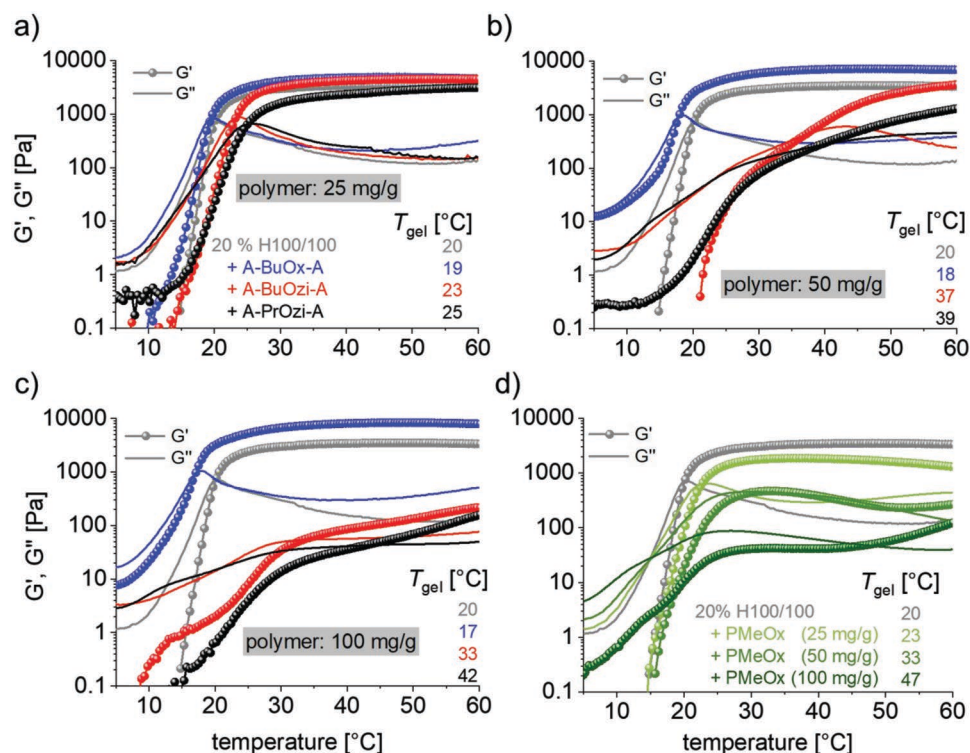 a)
10000
1000
100
10
1
0.1
G', G'' [Pa]
G'
G''
polymer: 25 mg/g
Tgel [°C]
20 % H100/100 20
+ A-BuOx-A 19
+ A-BuOzi-A 23
+ A-PrOzi-A 25
10 20 30 40 50 60
b)
10000
1000
100
10
1
0.1
G'
G''
Tgel [°C]
20
18
polymer: 50 mg/g 37
39
10 20 30 40 50 60
c)
10000
1000
100
10
1
0.1
G', G'' [Pa]
G'
G''
Tgel [°C]
20
17
polymer: 100 mg/g 33
42
10 20 30 40 50 60
temperature [°C]
d)
10000
1000
100
10
1
0.1
G'
G''
Tgel [°C]
20% H100/100 20
+ PMeOx (25 mg/g) 23
+ PMeOx (50 mg/g) 33
+ PMeOx (100 mg/g) 47
10 20 30 40 50 60
temperature [°C]